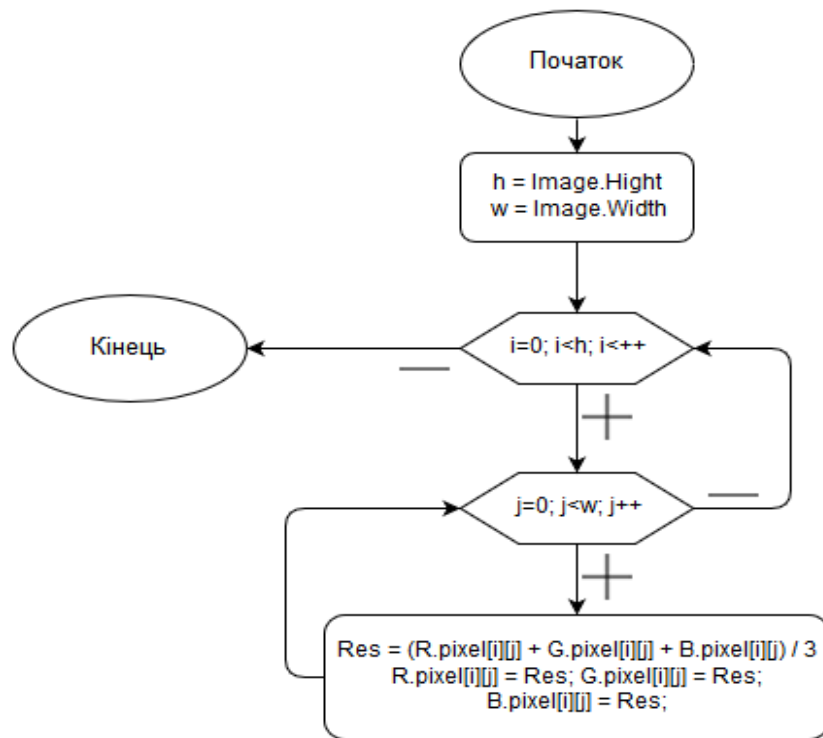 Початок
h = Image.Hight
w = Image.Width
Кінець
i=0; i<h; i<++
j=0; j<w; j++
Res = (R.pixel[i][j] + G.pixel[i][j] + B.pixel[i][j) / 3
R.pixel[i][j] = Res; G.pixel[i][j] = Res;
B.pixel[i][j] = Res;